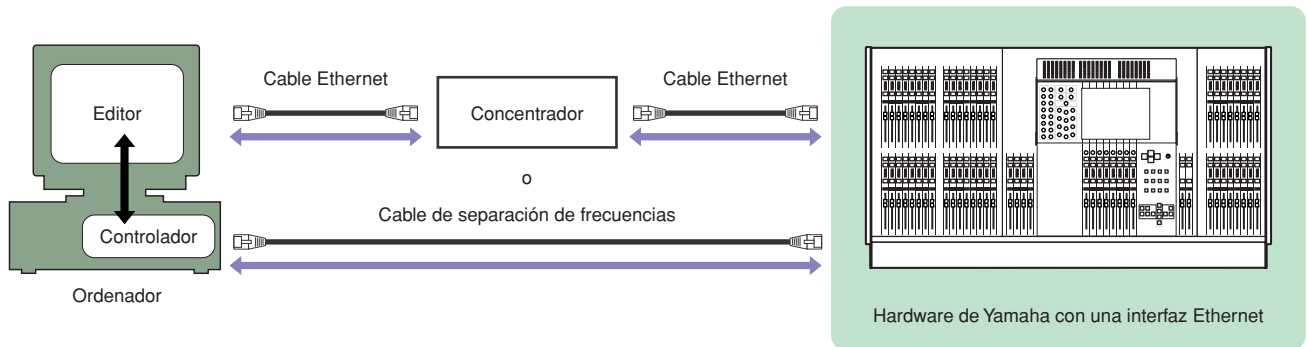 Cable Ethernet
Cable Ethernet
Editor
Concentrador
o
Cable de separación de frecuencias
Controlador
Ordenador
Hardware de Yamaha con una interfaz Ethernet